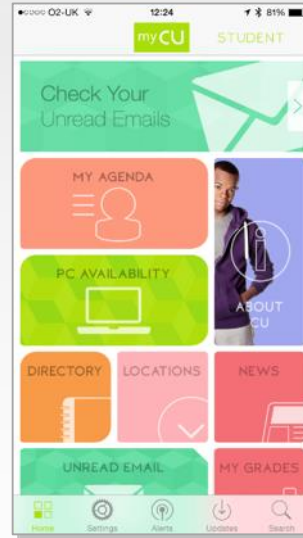 O2-UK 12:24 81%
myCU STUDENT
Check Your
Unread Emails
MY AGENDA
PC AVAILABILITY
ABOUT
CU
DIRECTORY LOCATIONS NEWS
UNREAD EMAIL MY GRADES
Home Settings Alerts Updates Search